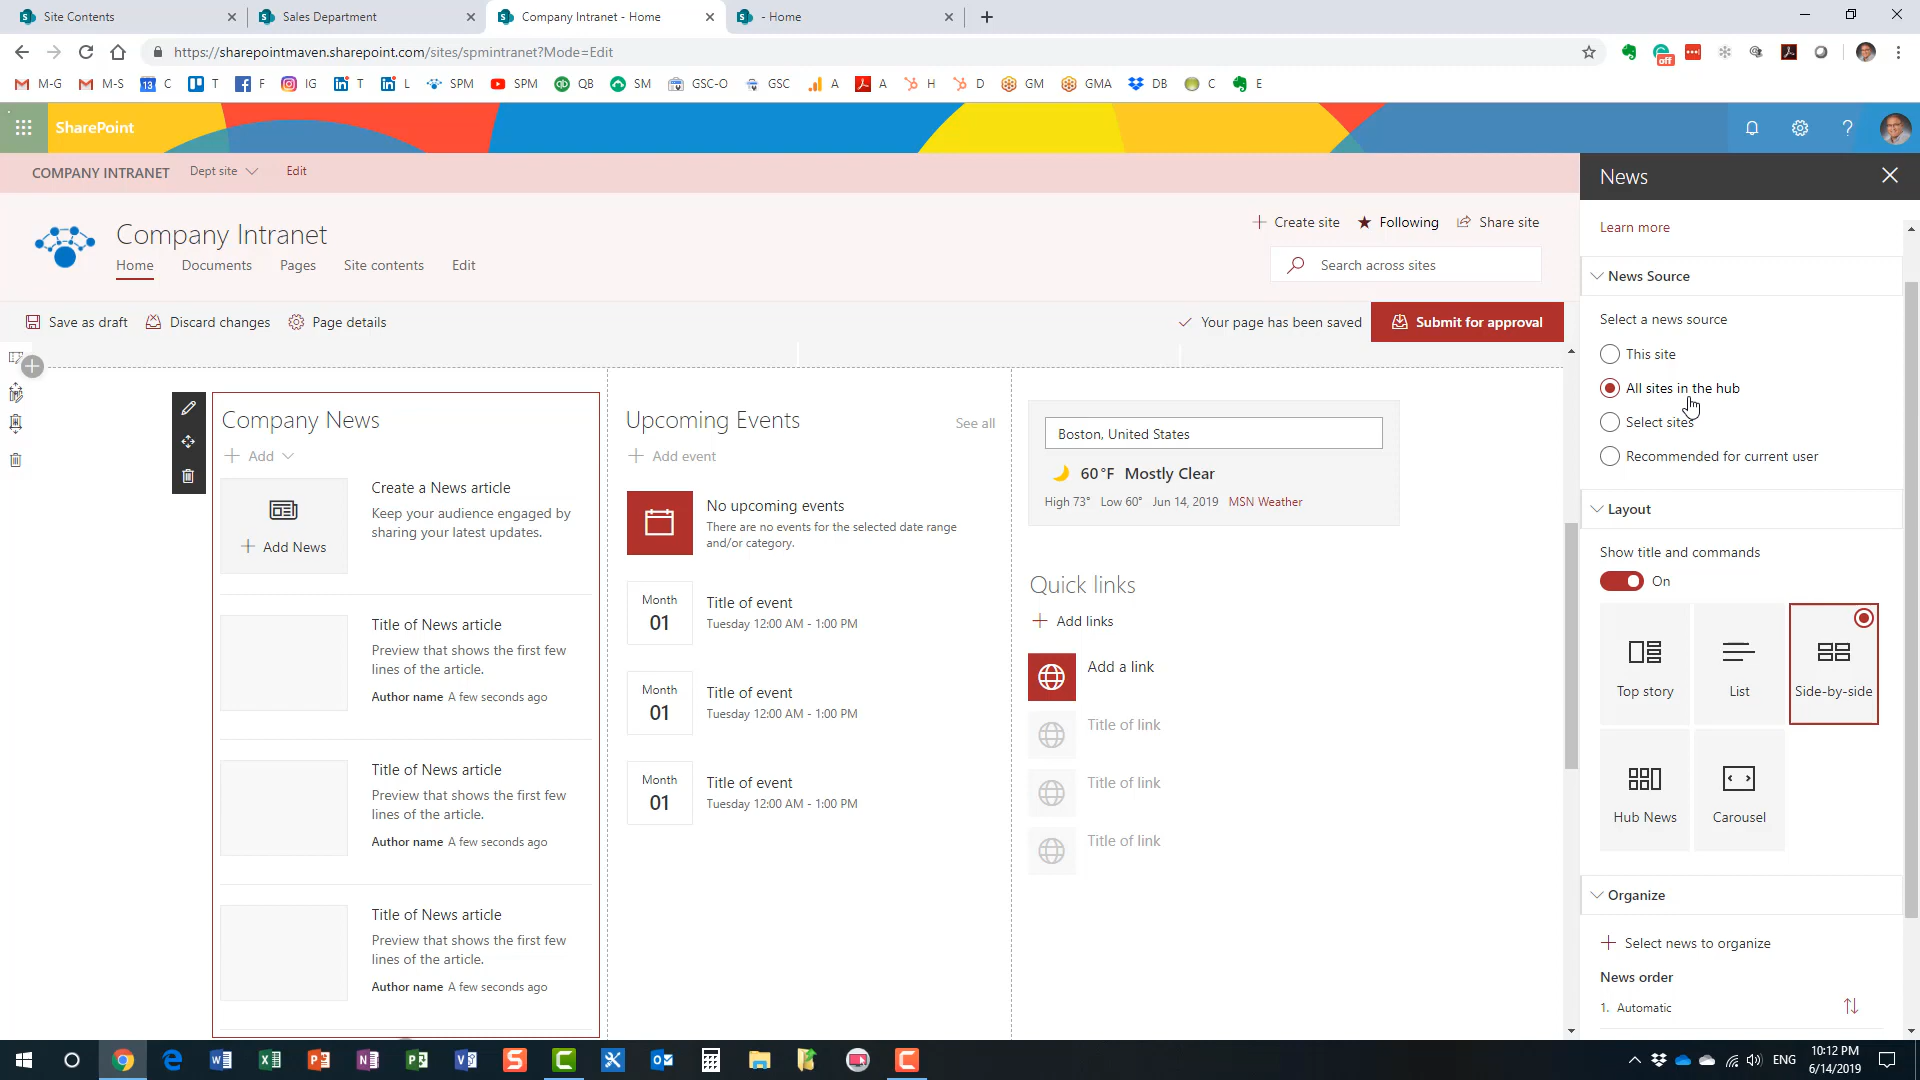 Site Contents
Sales Department
Company Intranet - Home
- Home
https://sharepointmaven.sharepoint.com/sites/spmintranet?Mode=Edit
off
M-G
M-S
13
C
T
F
IG
T
L
SPM
SPM
QB
SM
GSC-O
GSC
A
A
H
D
GM
GMA
DB
C
E
SharePoint
COMPANY INTRANET
Dept site
Edit
Company Intranet
Create site
Following
Share site
Home
Documents
Pages
Site contents
Edit
Search across sites
Save as draft
Discard changes
Page details
Your page has been saved
Submit for approval
Company News
Add
Add News
Create a News article
Keep your audience engaged by
sharing your latest updates.
Title of News article
Preview that shows the first few
lines of the article.
Author name A few seconds ago
Title of News article
Preview that shows the first few
lines of the article.
Author name A few seconds ago
Title of News article
Preview that shows the first few
lines of the article.
Author name A few seconds ago
Upcoming Events
See all
Add event
No upcoming events
There are no events for the selected date range
and/or category.
Month
01
Title of event
Tuesday 12:00 AM - 1:00 PM
Month
01
Title of event
Tuesday 12:00 AM - 1:00 PM
Month
01
Title of event
Tuesday 12:00 AM - 1:00 PM
Boston, United States
60°F Mostly Clear
High 73° Low 60° Jun 14, 2019 MSN Weather
Quick links
Add links
Add a link
Title of link
Title of link
Title of link
News
Learn more
News Source
Select a news source
This site
All sites in the hub
Select sites
Recommended for current user
Layout
Show title and commands
On
Top story
List
Side-by-side
Hub News
Carousel
Organize
Select news to organize
News order
1. Automatic
ENG
10:12 PM
6/14/2019